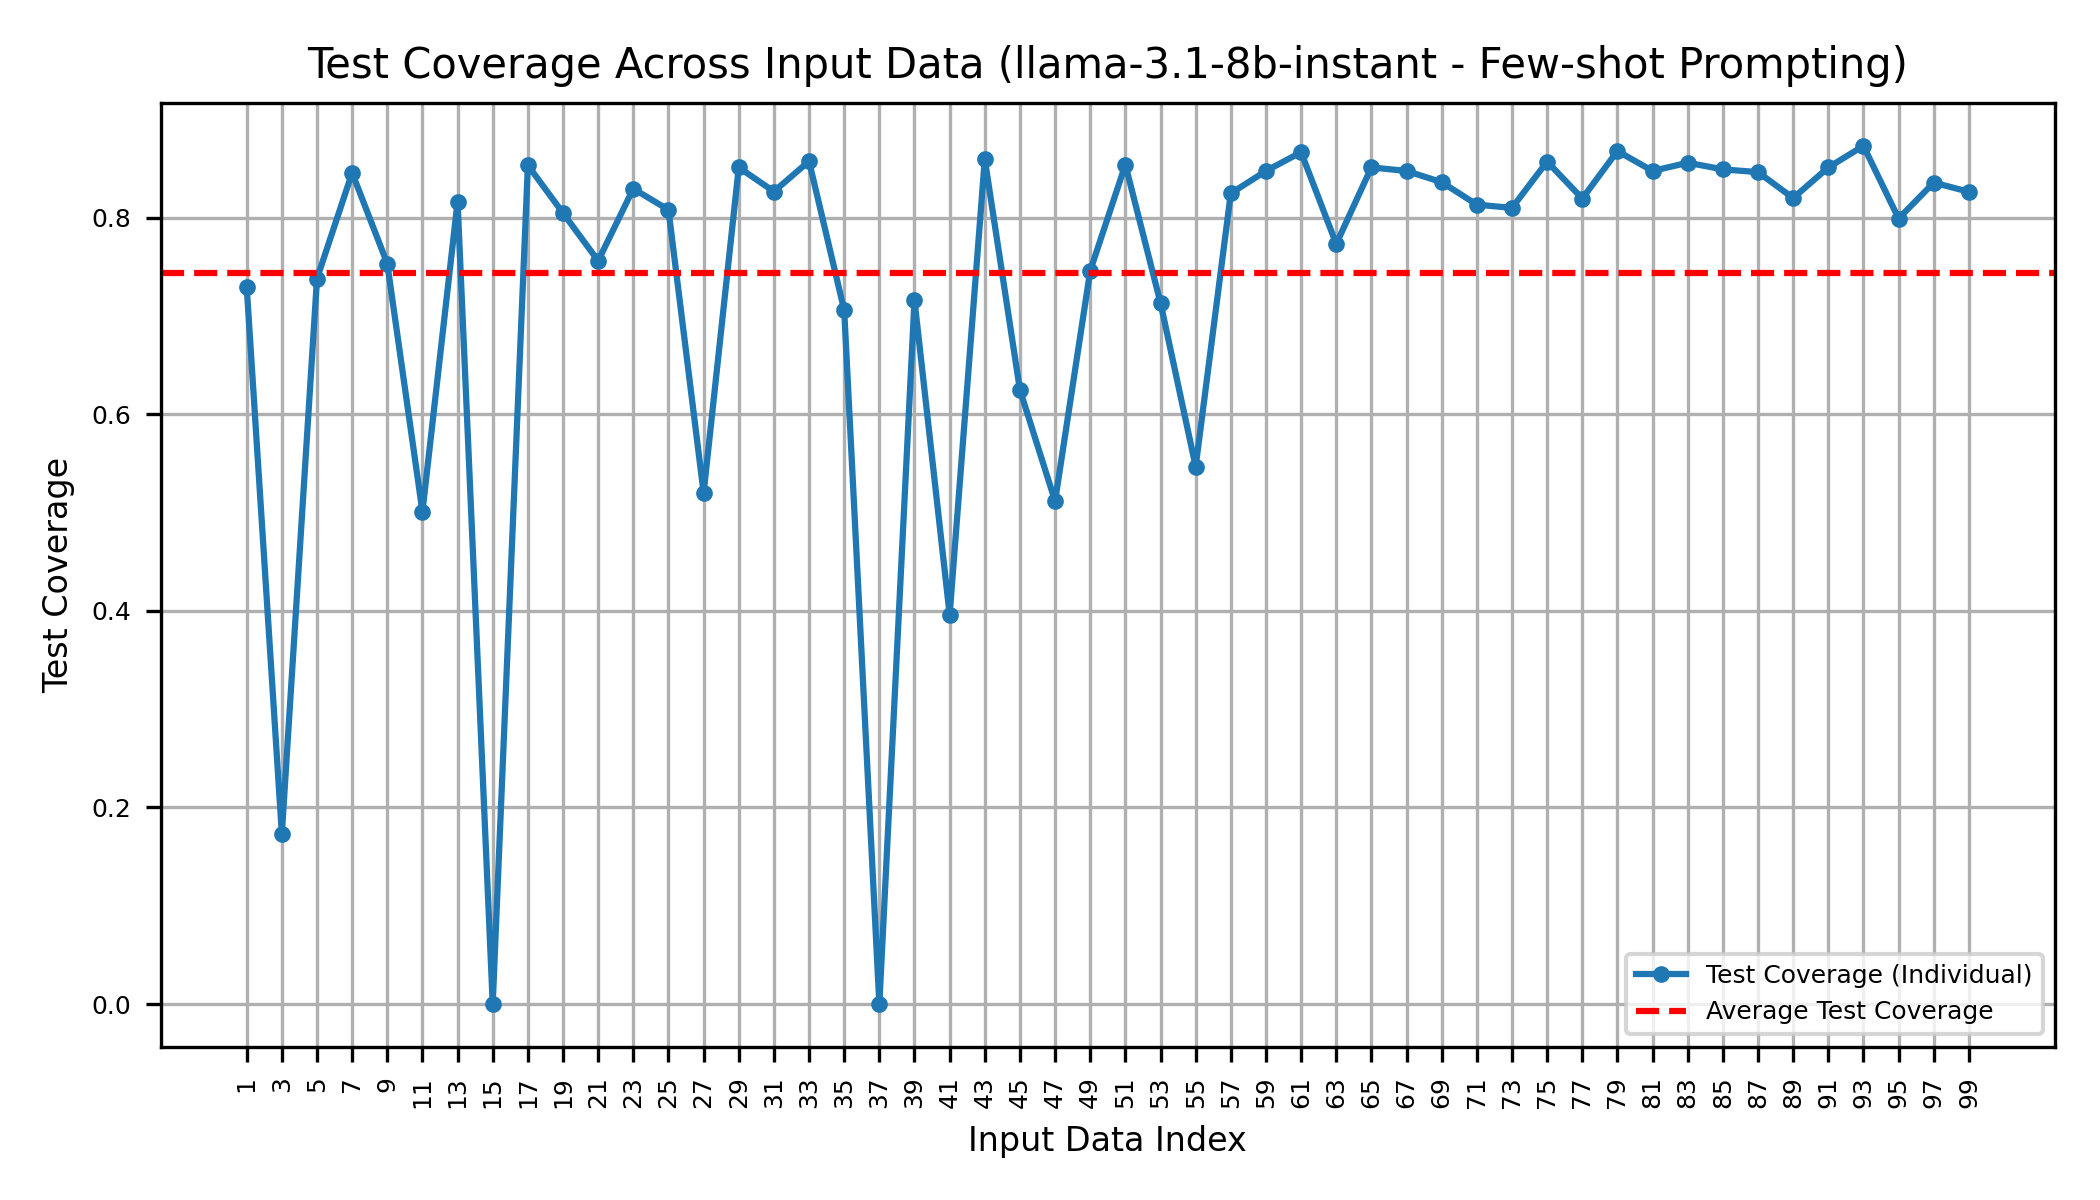 Test Coverage Across Input Data (llama-3.1-8b-instant - Few-shot Prompting)
Test Coverage
0.8
0.6
0.4
0.2
0.0
Test Coverage (Individual)
Average Test Coverage
1 3 5 7 9 11 13 15 17 19 21 23 25 27 29 31 33 35 37 39 41 43 45 47 49 51 53 55 57 59 61 63 65 67 69 71 73 75 77 79 81 83 85 87 89 91 93 95 97 99
Input Data Index